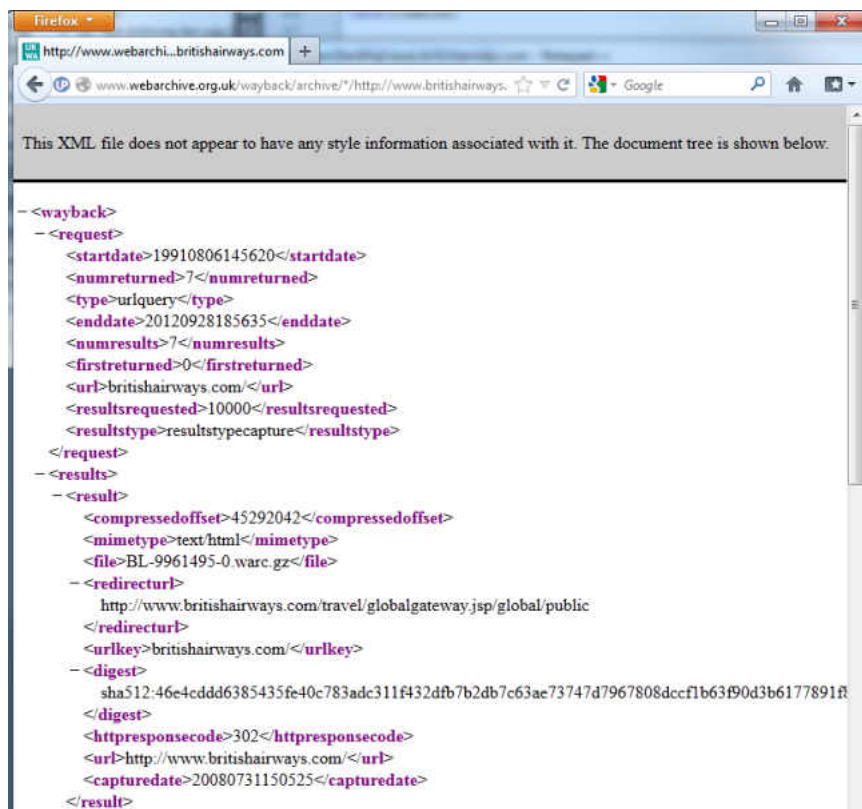 Firefox
http://www.webarchi...britishairways.com
www.webarchive.org.uk/wayback/archive/*/http://www.britishairways.
Google
This XML file does not appear to have any style information associated with it. The document tree is shown below.
−<wayback>
−<request>
<startdate>19910806145620</startdate>
<numreturned>7</numreturned>
<type>urlquery</type>
<enddate>20120928185635</enddate>
<numresults>7</numresults>
<firstreturned>0</firstreturned>
<url>britishairways.com/</url>
<resultsrequested>10000</resultsrequested>
<resultstype>resultstypecapture</resultstype>
</request>
−<results>
−<result>
<compressedoffset>45292042</compressedoffset>
<mimetype>text/html</mimetype>
<file>BL-9961495-0.warc.gz</file>
−<redirecturl>
http://www.britishairways.com/travel/globalgateway.jsp/global/public
</redirecturl>
<urlkey>britishairways.com/</urlkey>
−<digest>
sha512:46e4cddd6385435fe40c783adc311f432dfb7b2db7c63ae73747d7967808dccf1b63f90d3b6177891f
</digest>
<httpresponsecode>302</httpresponsecode>
<url>http://www.britishairways.com/</url>
<capturedate>20080731150525</capturedate>
</result>